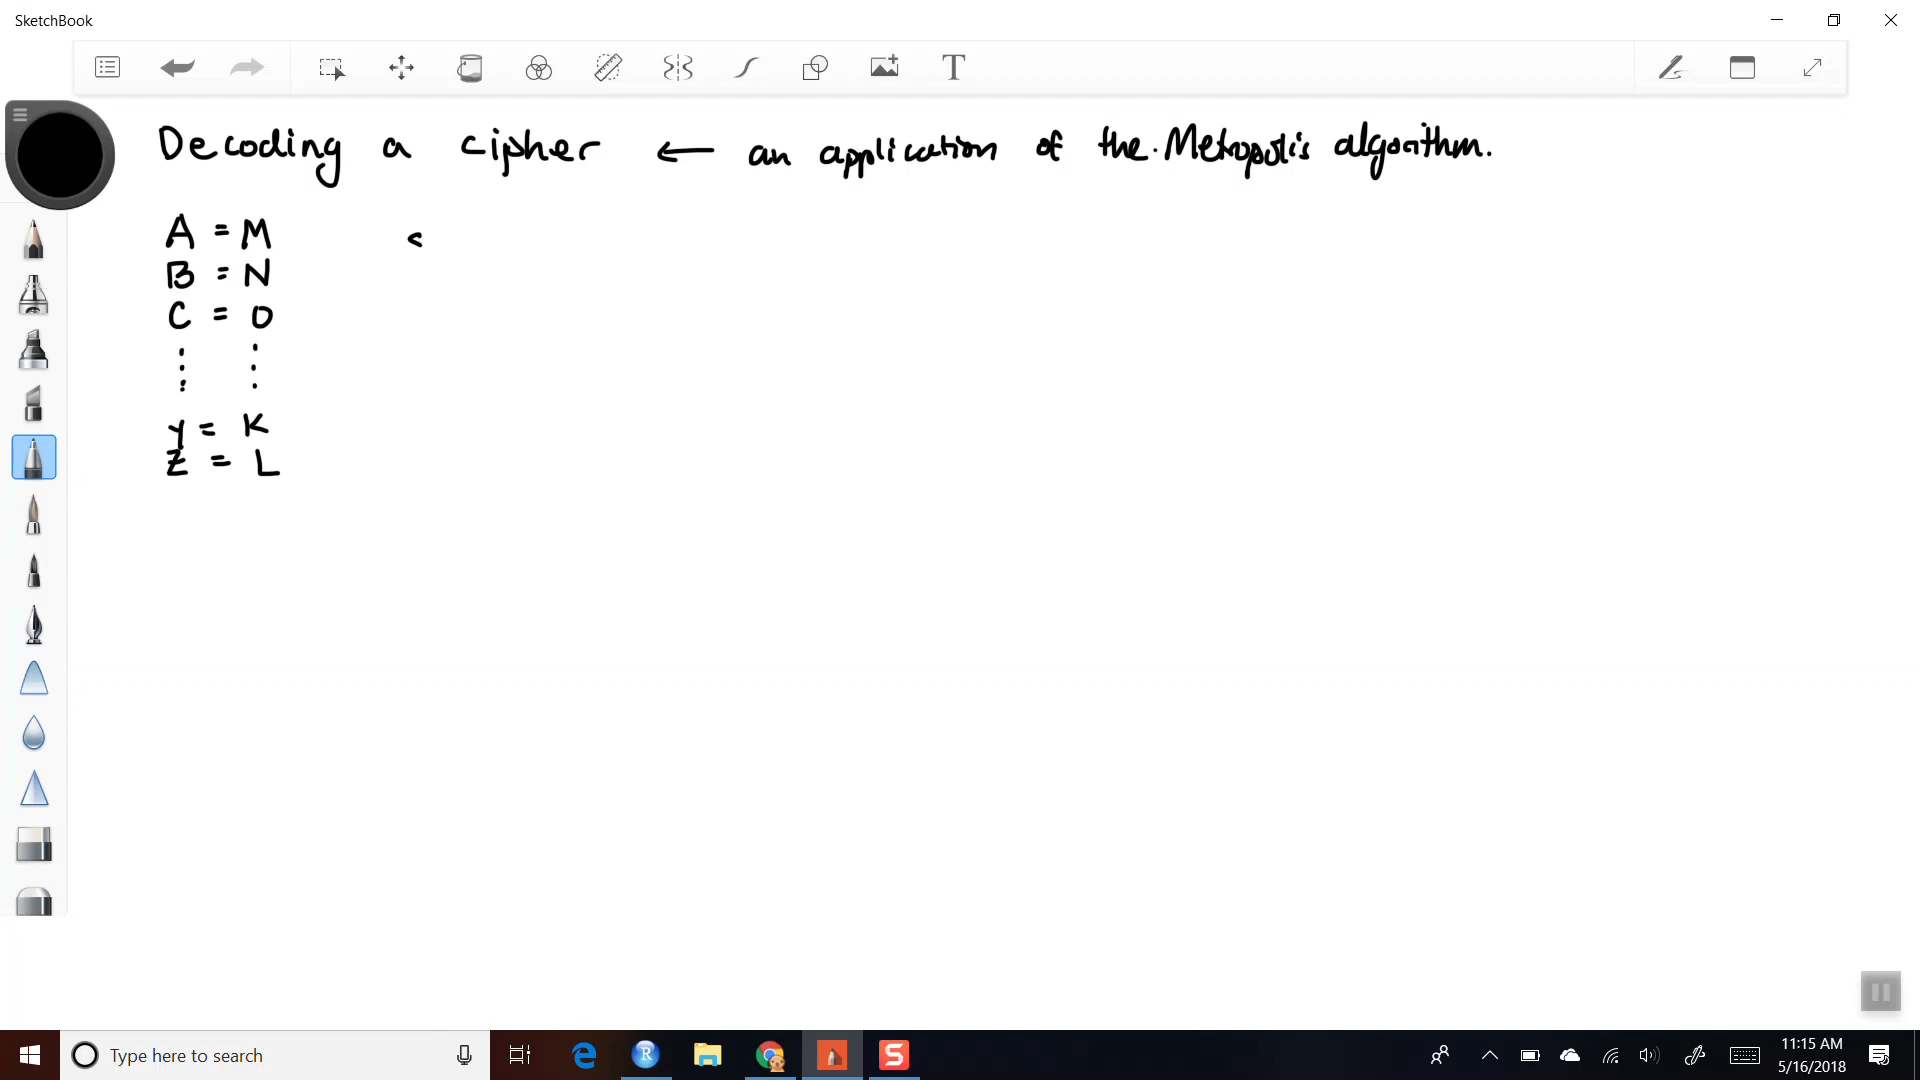 SketchBook
T
Decoding a cipher ← an application of the Metropolis algorithm.
A = M
B = N
C = O
⋮ ⋮
Y = K
Z = L
Type here to search
11:15 AM
5/16/2018